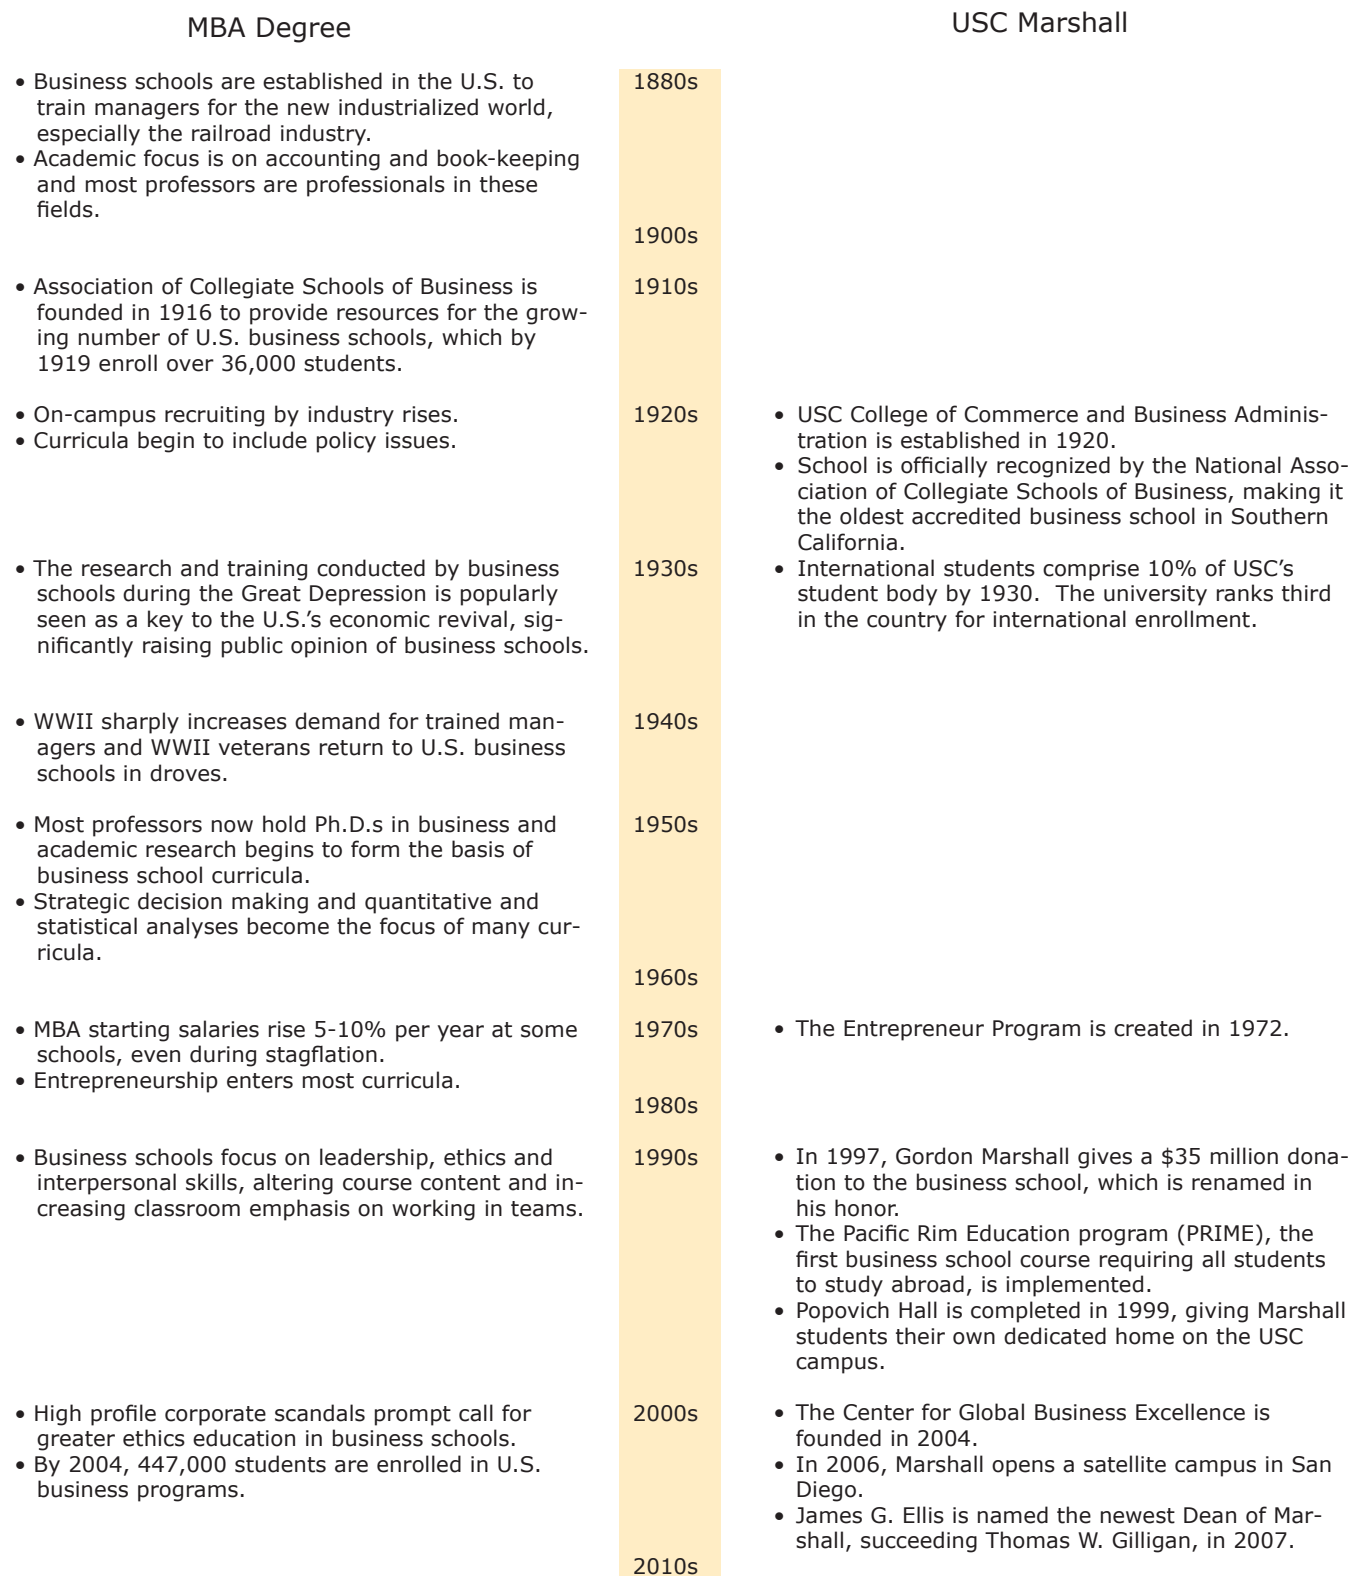 MBA Degree
USC Marshall
• Business schools are established in the U.S. to
train managers for the new industrialized world,
especially the railroad industry.
• Academic focus is on accounting and book-keeping
and most professors are professionals in these
fields.
1880s
1900s
• Association of Collegiate Schools of Business is
founded in 1916 to provide resources for the grow-
ing number of U.S. business schools, which by
1919 enroll over 36,000 students.
1910s
• On-campus recruiting by industry rises.
• Curricula begin to include policy issues.
1920s
• USC College of Commerce and Business Adminis-
tration is established in 1920.
• School is officially recognized by the National Asso-
ciation of Collegiate Schools of Business, making it
the oldest accredited business school in Southern
California.
• The research and training conducted by business
schools during the Great Depression is popularly
seen as a key to the U.S.'s economic revival, sig-
nificantly raising public opinion of business schools.
1930s
• International students comprise 10% of USC's
student body by 1930. The university ranks third
in the country for international enrollment.
• WWII sharply increases demand for trained man-
agers and WWII veterans return to U.S. business
schools in droves.
1940s
• Most professors now hold Ph.D.s in business and
academic research begins to form the basis of
business school curricula.
• Strategic decision making and quantitative and
statistical analyses become the focus of many cur-
ricula.
1950s
1960s
• MBA starting salaries rise 5-10% per year at some
schools, even during stagflation.
• Entrepreneurship enters most curricula.
1970s
• The Entrepreneur Program is created in 1972.
1980s
• Business schools focus on leadership, ethics and
interpersonal skills, altering course content and in-
creasing classroom emphasis on working in teams.
1990s
• In 1997, Gordon Marshall gives a $35 million dona-
tion to the business school, which is renamed in
his honor.
• The Pacific Rim Education program (PRIME), the
first business school course requiring all students
to study abroad, is implemented.
• Popovich Hall is completed in 1999, giving Marshall
students their own dedicated home on the USC
campus.
• High profile corporate scandals prompt call for
greater ethics education in business schools.
• By 2004, 447,000 students are enrolled in U.S.
business programs.
2000s
• The Center for Global Business Excellence is
founded in 2004.
• In 2006, Marshall opens a satellite campus in San
Diego.
• James G. Ellis is named the newest Dean of Mar-
shall, succeeding Thomas W. Gilligan, in 2007.
2010s